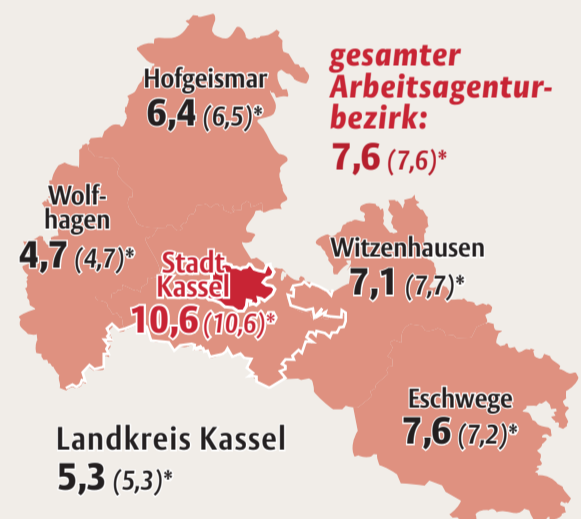 Hofgeismar
6,4 (6,5)*
gesamter
Arbeitsagentur-
bezirk:
7,6 (7,6)*
Wolf-
hagen
4,7 (4,7)*
Stadt
Kassel
10,6 (10,6)*
Witzenhausen
7,1 (7,7)*
Eschwege
7,6 (7,2)*
Landkreis Kassel
5,3 (5,3)*